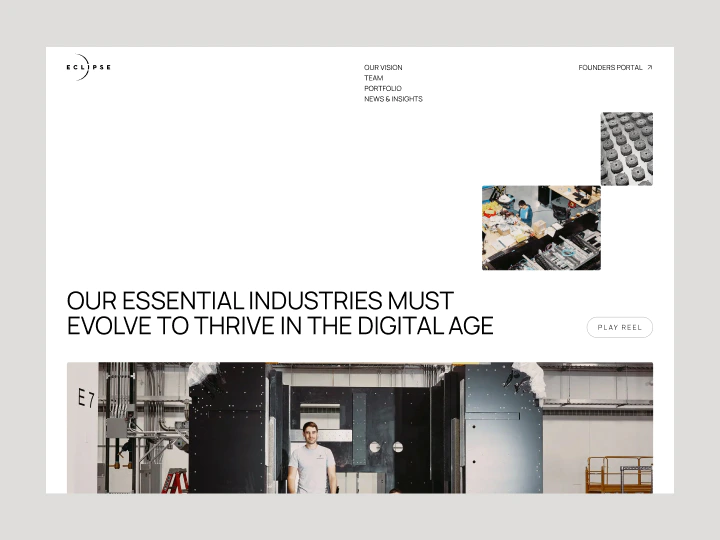 ECLIPSE
OUR VISION
TEAM
PORTFOLIO
NEWS & INSIGHTS
FOUNDERS PORTAL ↗
OUR ESSENTIAL INDUSTRIES MUST
EVOLVE TO THRIVE IN THE DIGITAL AGE
PLAY REEL
E7